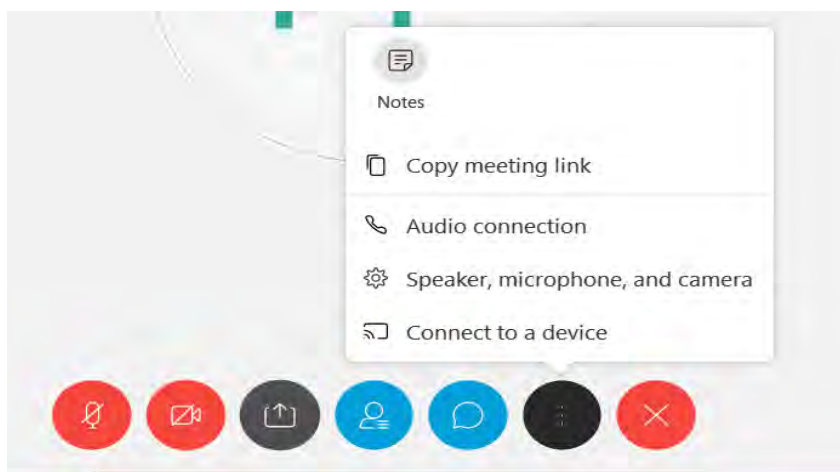 Notes
Copy meeting link
Audio connection
Speaker, microphone, and camera
Connect to a device